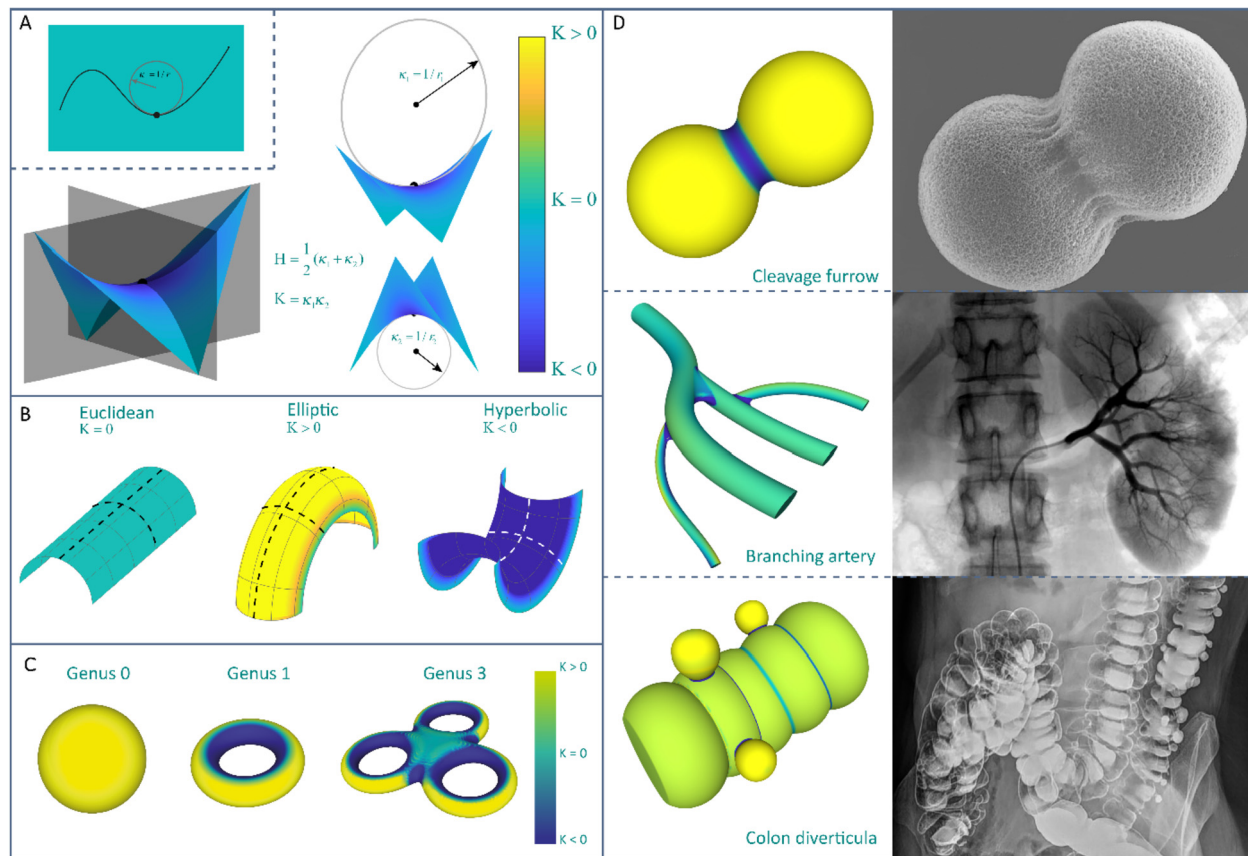 A
κ = 1/r
κ₁ = 1/r₁
H = 1/2 (κ₁ + κ₂)
K = κ₁κ₂
κ₂ = 1/r₂
K > 0
K = 0
K < 0
B
Euclidean
K = 0
Elliptic
K > 0
Hyperbolic
K < 0
C
Genus 0
Genus 1
Genus 3
K > 0
K = 0
K < 0
D
Cleavage furrow
Branching artery
Colon diverticula